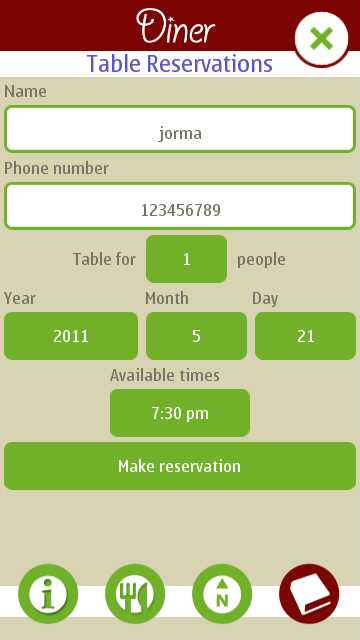 Diner
Table Reservations
Name
jorma
Phone number
123456789
Table for 1 people
Year Month Day
2011 5 21
Available times
7:30 pm
Make reservation
i N